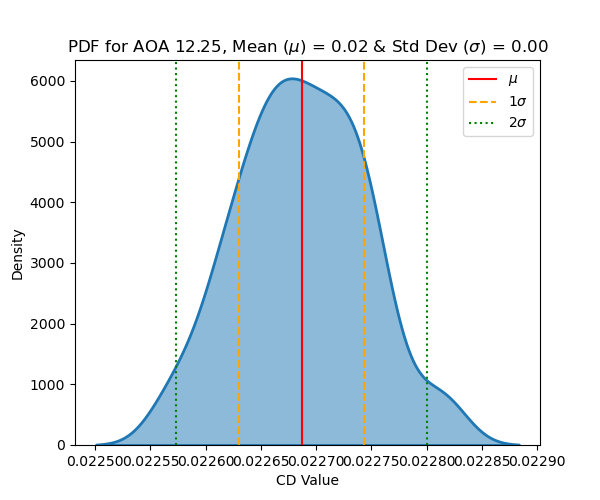 PDF for AOA 12.25, Mean (μ) = 0.02 & Std Dev (σ) = 0.00
μ
1σ
2σ
6000
5000
4000
3000
2000
1000
0
Density
0.02250 0.02255 0.02260 0.02265 0.02270 0.02275 0.02280 0.02285 0.02290
CD Value